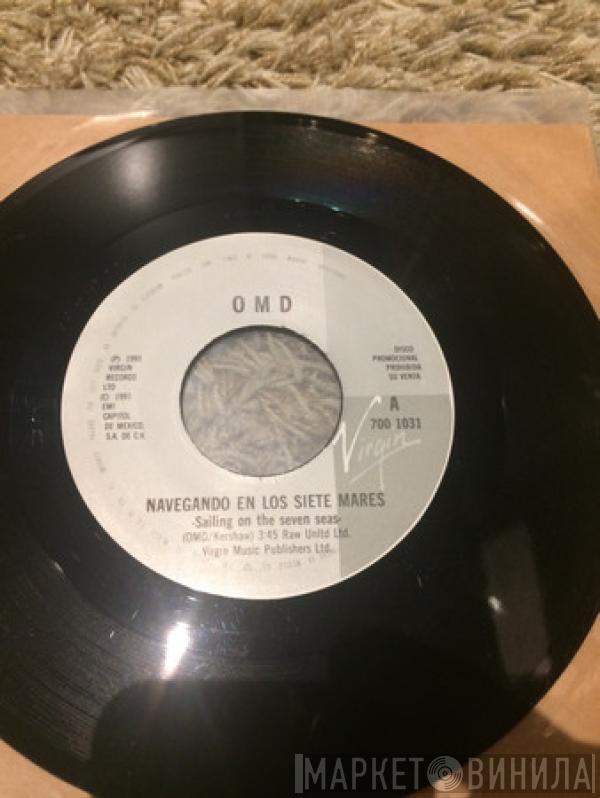 OMD
(P) 1991
VIRGIN
RECORDS
LTD
(C) 1991
EMI
CAPITOL
DE MEXICO,
S.A. DE C.V.
DISCO
PROMOCIONAL
PROHIBIDA
SU VENTA
A
700 1031
Virgin
NAVEGANDO EN LOS SIETE MARES
-Sailing on the seven seas-
(OMD/Kershaw) 3:45 Raw Unltd Ltd.
Virgin Music Publishers Ltd.
МАРКЕТ ВИНИЛА